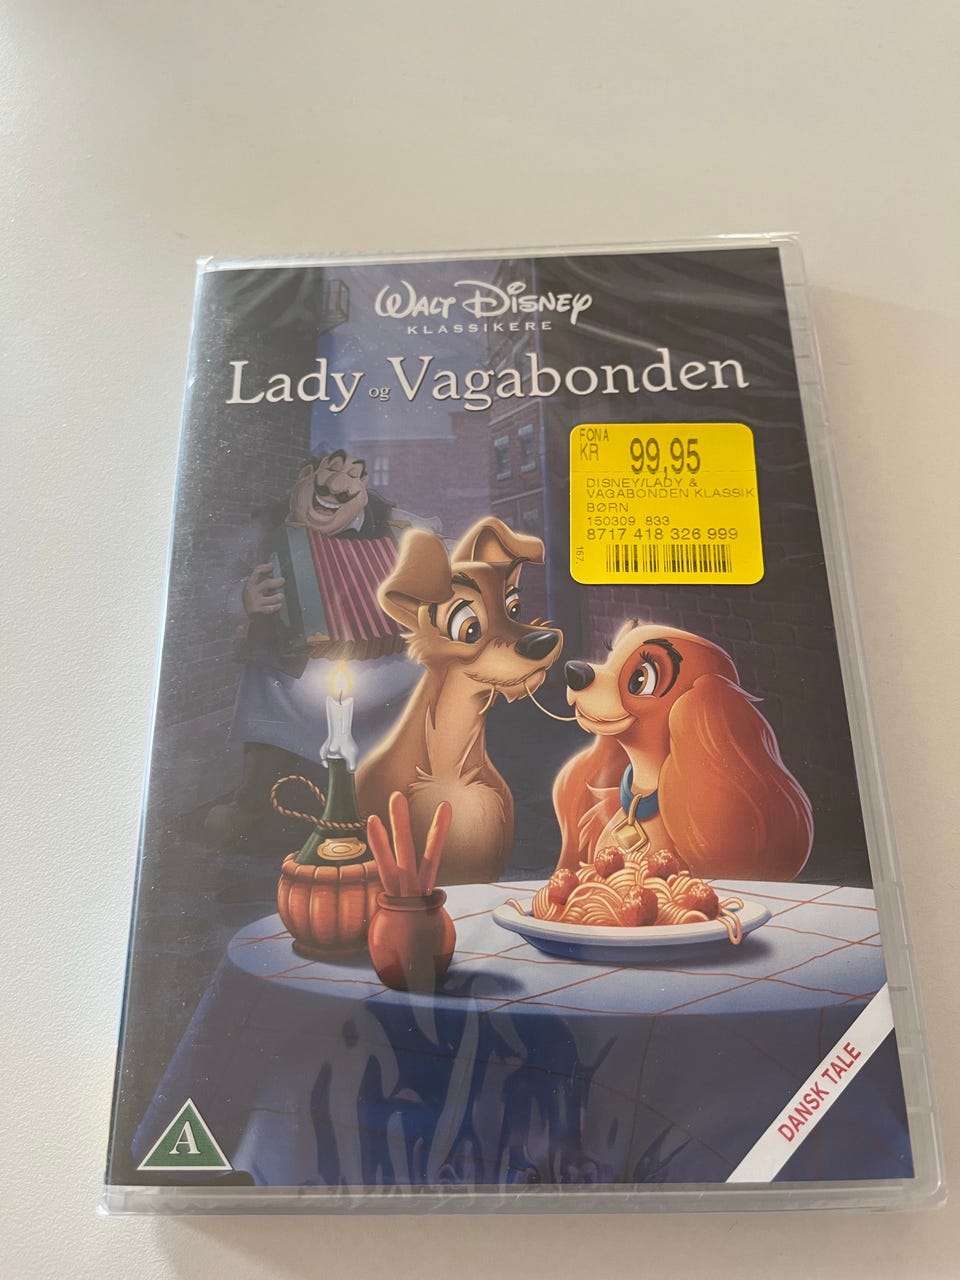 WALT DISNEY
KLASSIKERE
Lady og Vagabonden
FONA
KR 99,95
DISNEY/LADY &
VAGABONDEN KLASSIK
BØRN
150309 833
8717 418 326 999
167.
DANSK TALE
A